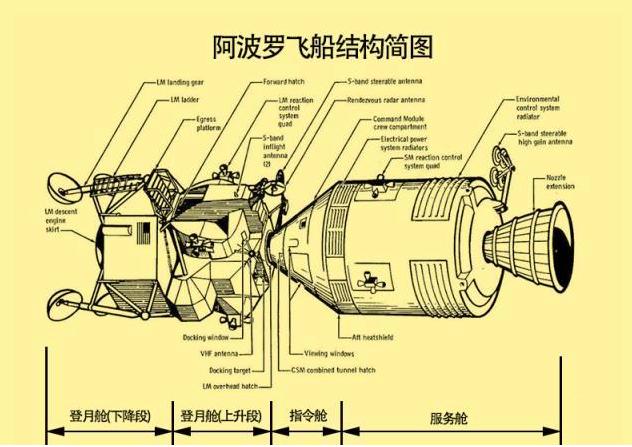 阿波罗飞船结构简图
LM landing gear
LM ladder
Egress
platform
Forward hatch
LM reaction
control
system
quad
S-band
inflight
antenna
(2)
S-band steerable antenna
Rendezvous radar antenna
Command Module
crew compartment
Electrical power
system radiators
SM reaction control
system quad
Environmental
control system
radiator
S-band steerable
high gain antenna
Nozzle
extension
LM descent
engine
skirt
Docking window
VHF antenna
Docking target
LM overhead hatch
Aft heatshield
Viewing windows
CSM combined tunnel hatch
登月舱(下降段)
登月舱(上升段)
指令舱
服务舱